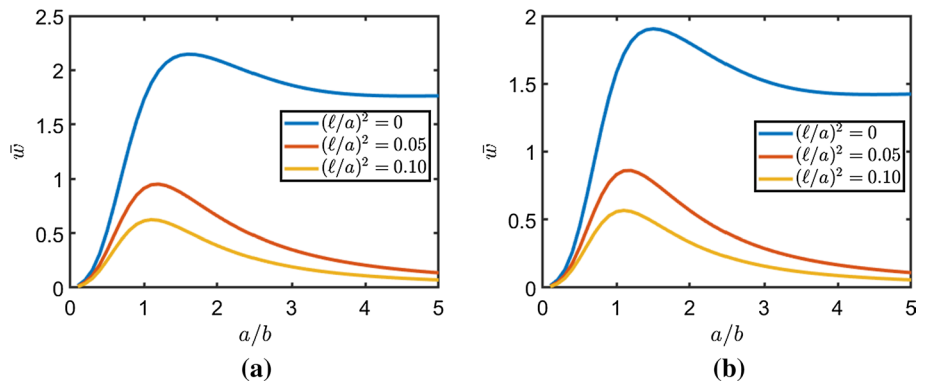 2.5
2
1.5
1
0.5
0
0 1 2 3 4 5
w̄
a/b
(ℓ/a)² = 0
(ℓ/a)² = 0.05
(ℓ/a)² = 0.10
(a)
2
1.5
1
0.5
0
0 1 2 3 4 5
w̄
a/b
(ℓ/a)² = 0
(ℓ/a)² = 0.05
(ℓ/a)² = 0.10
(b)